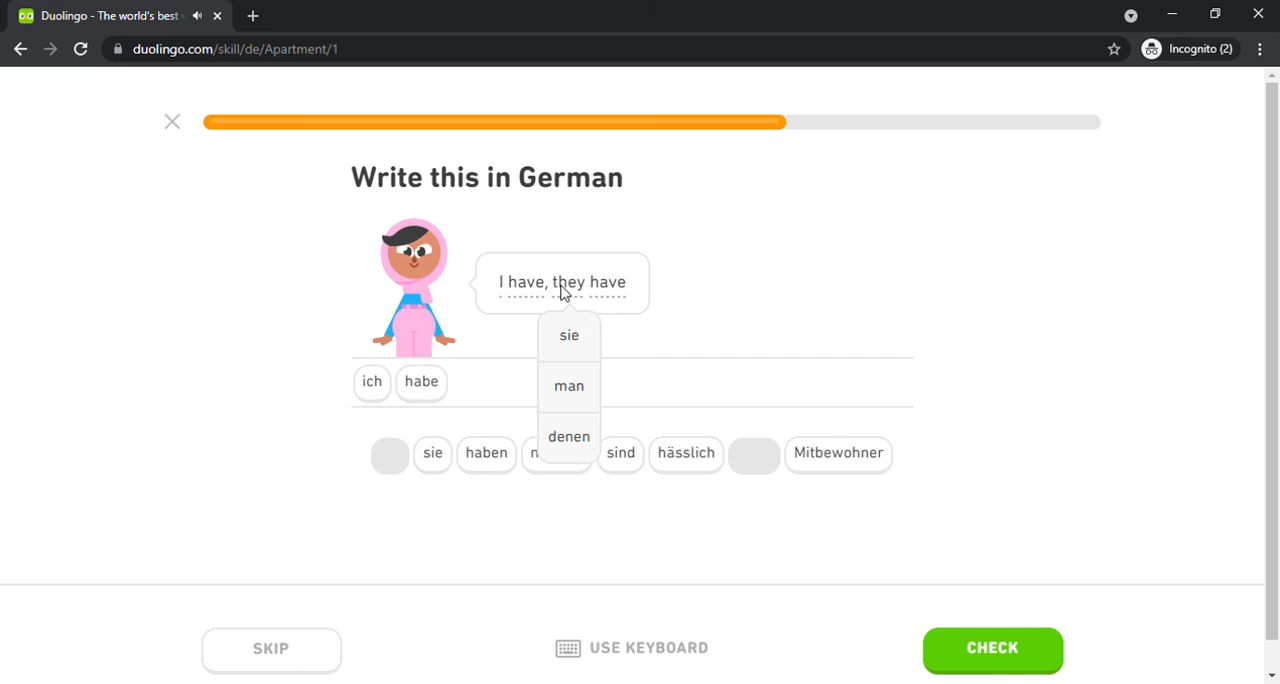 Duolingo - The world's best
duolingo.com/skill/de/Apartment/1
Incognito (2)
Write this in German
I have, they have
sie
man
denen
ich habe
sie haben sind hässlich Mitbewohner
SKIP
USE KEYBOARD
CHECK